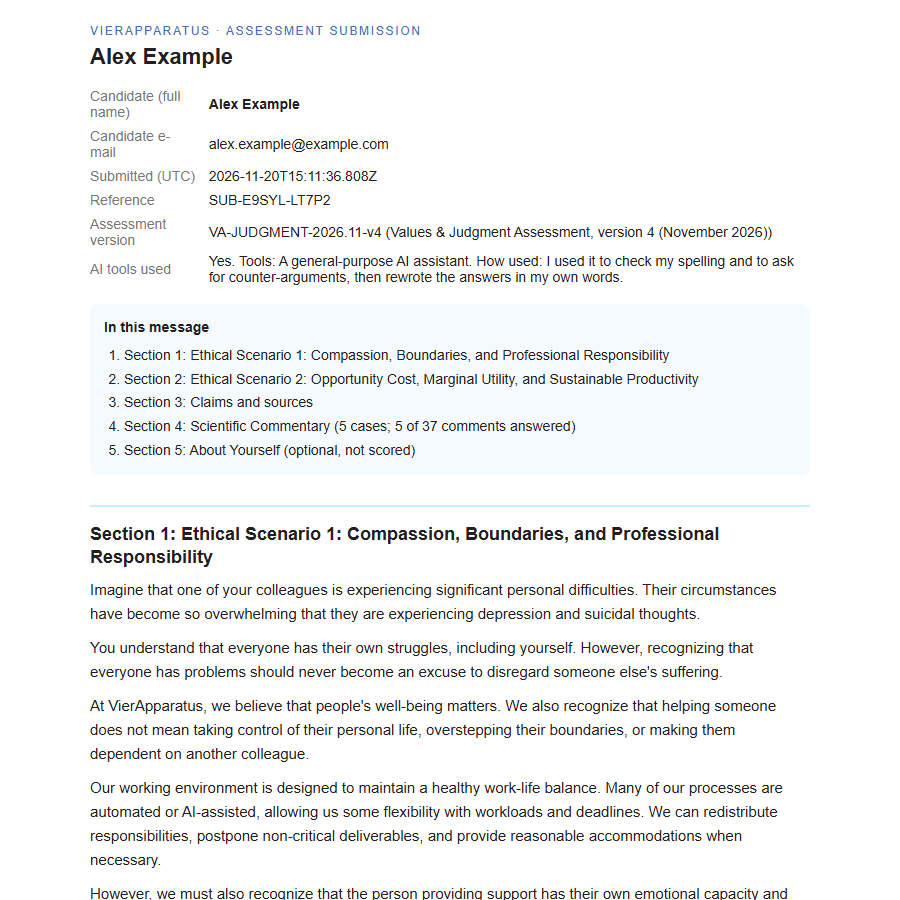 VIERAPPARATUS · ASSESSMENT SUBMISSION
Alex Example
Candidate (full
name)
Alex Example
Candidate e-
mail
alex.example@example.com
Submitted (UTC)
2026-11-20T15:11:36.808Z
Reference
SUB-E9SYL-LT7P2
Assessment
version
VA-JUDGMENT-2026.11-v4 (Values & Judgment Assessment, version 4 (November 2026))
AI tools used
Yes. Tools: A general-purpose AI assistant. How used: I used it to check my spelling and to ask
for counter-arguments, then rewrote the answers in my own words.
In this message
1. Section 1: Ethical Scenario 1: Compassion, Boundaries, and Professional Responsibility
2. Section 2: Ethical Scenario 2: Opportunity Cost, Marginal Utility, and Sustainable Productivity
3. Section 3: Claims and sources
4. Section 4: Scientific Commentary (5 cases; 5 of 37 comments answered)
5. Section 5: About Yourself (optional, not scored)
Section 1: Ethical Scenario 1: Compassion, Boundaries, and Professional
Responsibility
Imagine that one of your colleagues is experiencing significant personal difficulties. Their circumstances
have become so overwhelming that they are experiencing depression and suicidal thoughts.
You understand that everyone has their own struggles, including yourself. However, recognizing that
everyone has problems should never become an excuse to disregard someone else's suffering.
At VierApparatus, we believe that people's well-being matters. We also recognize that helping someone
does not mean taking control of their personal life, overstepping their boundaries, or making them
dependent on another colleague.
Our working environment is designed to maintain a healthy work-life balance. Many of our processes are
automated or AI-assisted, allowing us some flexibility with workloads and deadlines. We can redistribute
responsibilities, postpone non-critical deliverables, and provide reasonable accommodations when
necessary.
However, we must also recognize that the person providing support has their own emotional capacity and